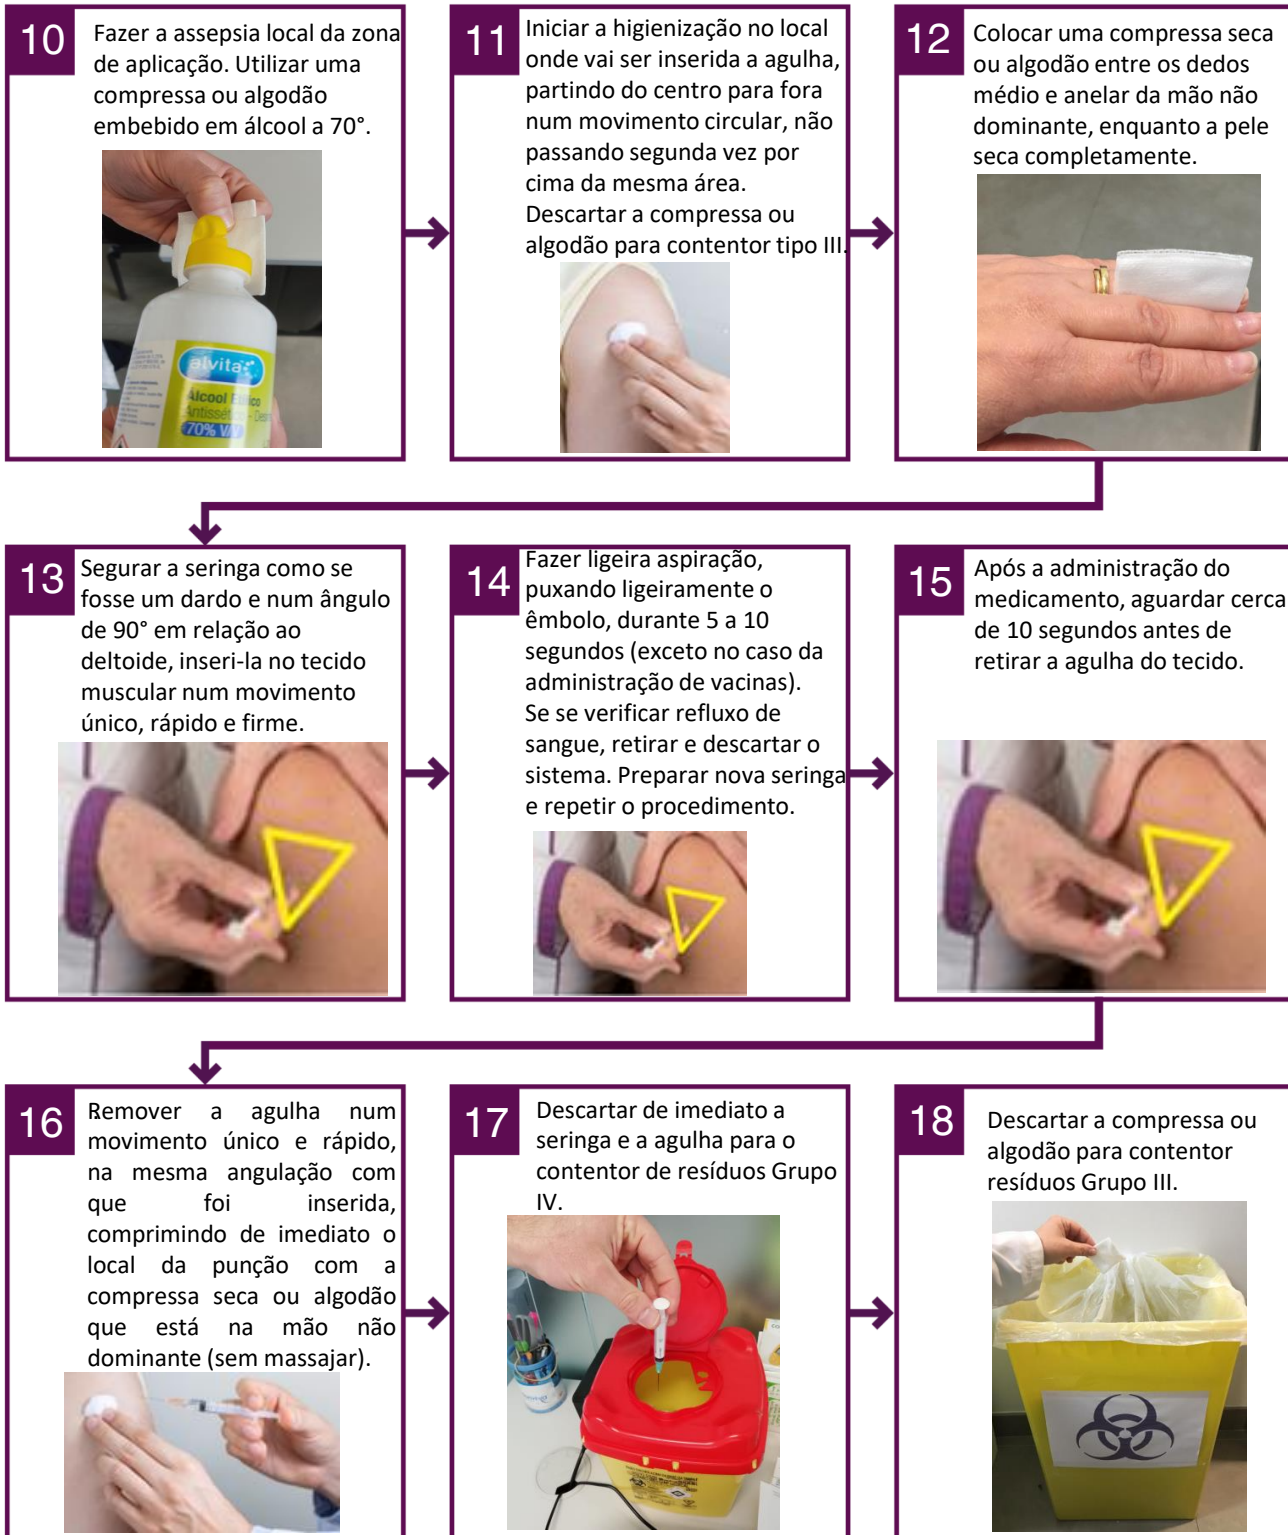 10
Fazer a assepsia local da zona
de aplicação. Utilizar uma
compressa ou algodão
embebido em álcool a 70°.
alvita
Álcool Etílico
Antissético - Des
70% V/V
11
Iniciar a higienização no local
onde vai ser inserida a agulha,
partindo do centro para fora
num movimento circular, não
passando segunda vez por
cima da mesma área.
Descartar a compressa ou
algodão para contentor tipo III.
12
Colocar uma compressa seca
ou algodão entre os dedos
médio e anelar da mão não
dominante, enquanto a pele
seca completamente.
13
Segurar a seringa como se
fosse um dardo e num ângulo
de 90° em relação ao
deltoide, inseri-la no tecido
muscular num movimento
único, rápido e firme.
14
Fazer ligeira aspiração,
puxando ligeiramente o
êmbolo, durante 5 a 10
segundos (exceto no caso da
administração de vacinas).
Se se verificar refluxo de
sangue, retirar e descartar o
sistema. Preparar nova seringa
e repetir o procedimento.
15
Após a administração do
medicamento, aguardar cerca
de 10 segundos antes de
retirar a agulha do tecido.
16
Remover a agulha num
movimento único e rápido,
na mesma angulação com
que foi inserida,
comprimindo de imediato o
local da punção com a
compressa seca ou algodão
que está na mão não
dominante (sem massajar).
17
Descartar de imediato a
seringa e a agulha para o
contentor de resíduos Grupo
IV.
18
Descartar a compressa ou
algodão para contentor
resíduos Grupo III.